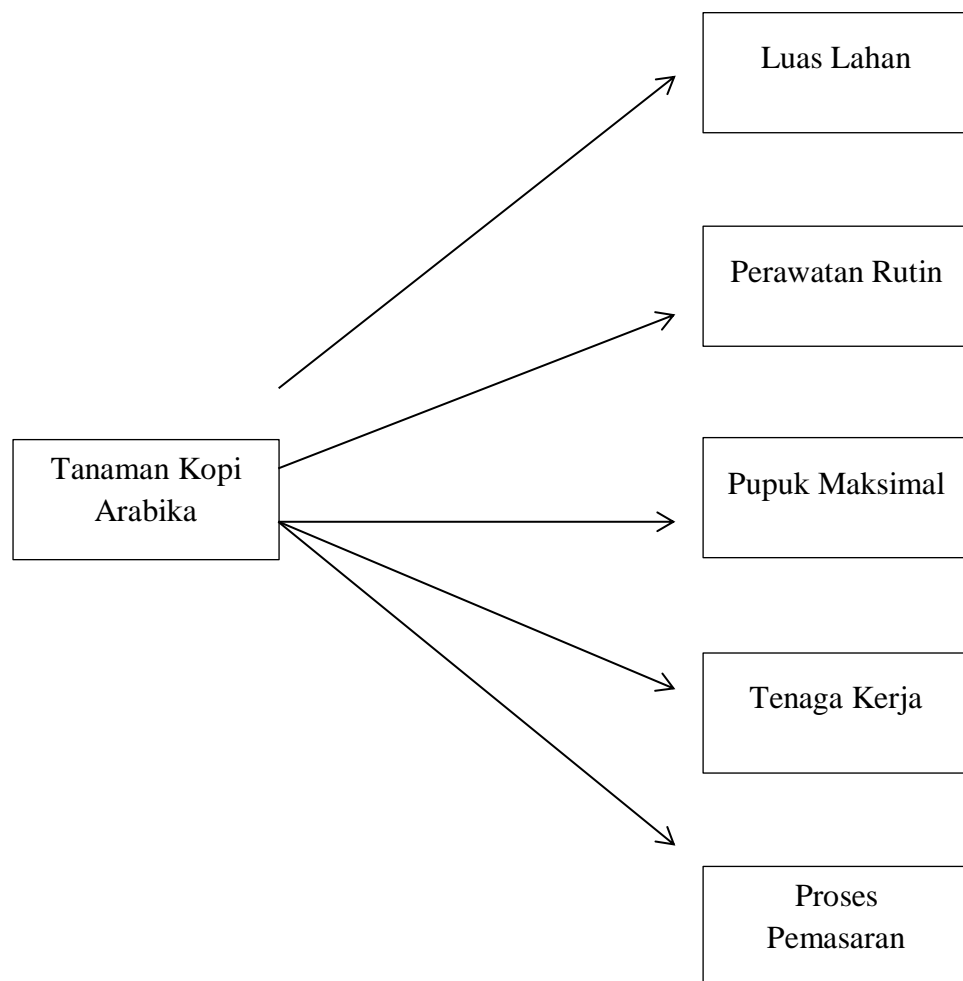 Luas Lahan
Perawatan Rutin
Tanaman Kopi
Arabika
Pupuk Maksimal
Tenaga Kerja
Proses
Pemasaran